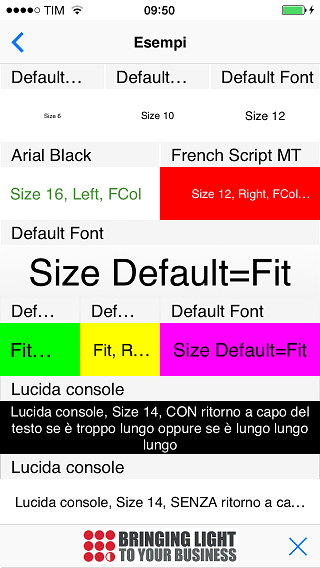 TIM 09:50
Esempi
Default... Default... Default Font
Size 6 Size 10 Size 12
Arial Black French Script MT
Size 16, Left, FCol Size 12, Right, FCol...
Default Font
Size Default=Fit
Def... Def... Default Font
Fit... Fit, R... Size Default=Fit
Lucida console
Lucida console, Size 14, CON ritorno a capo del
testo se è troppo lungo oppure se è lungo lungo
lungo
Lucida console
Lucida console, Size 14, SENZA ritorno a ca...
BRINGING LIGHT
TO YOUR BUSINESS